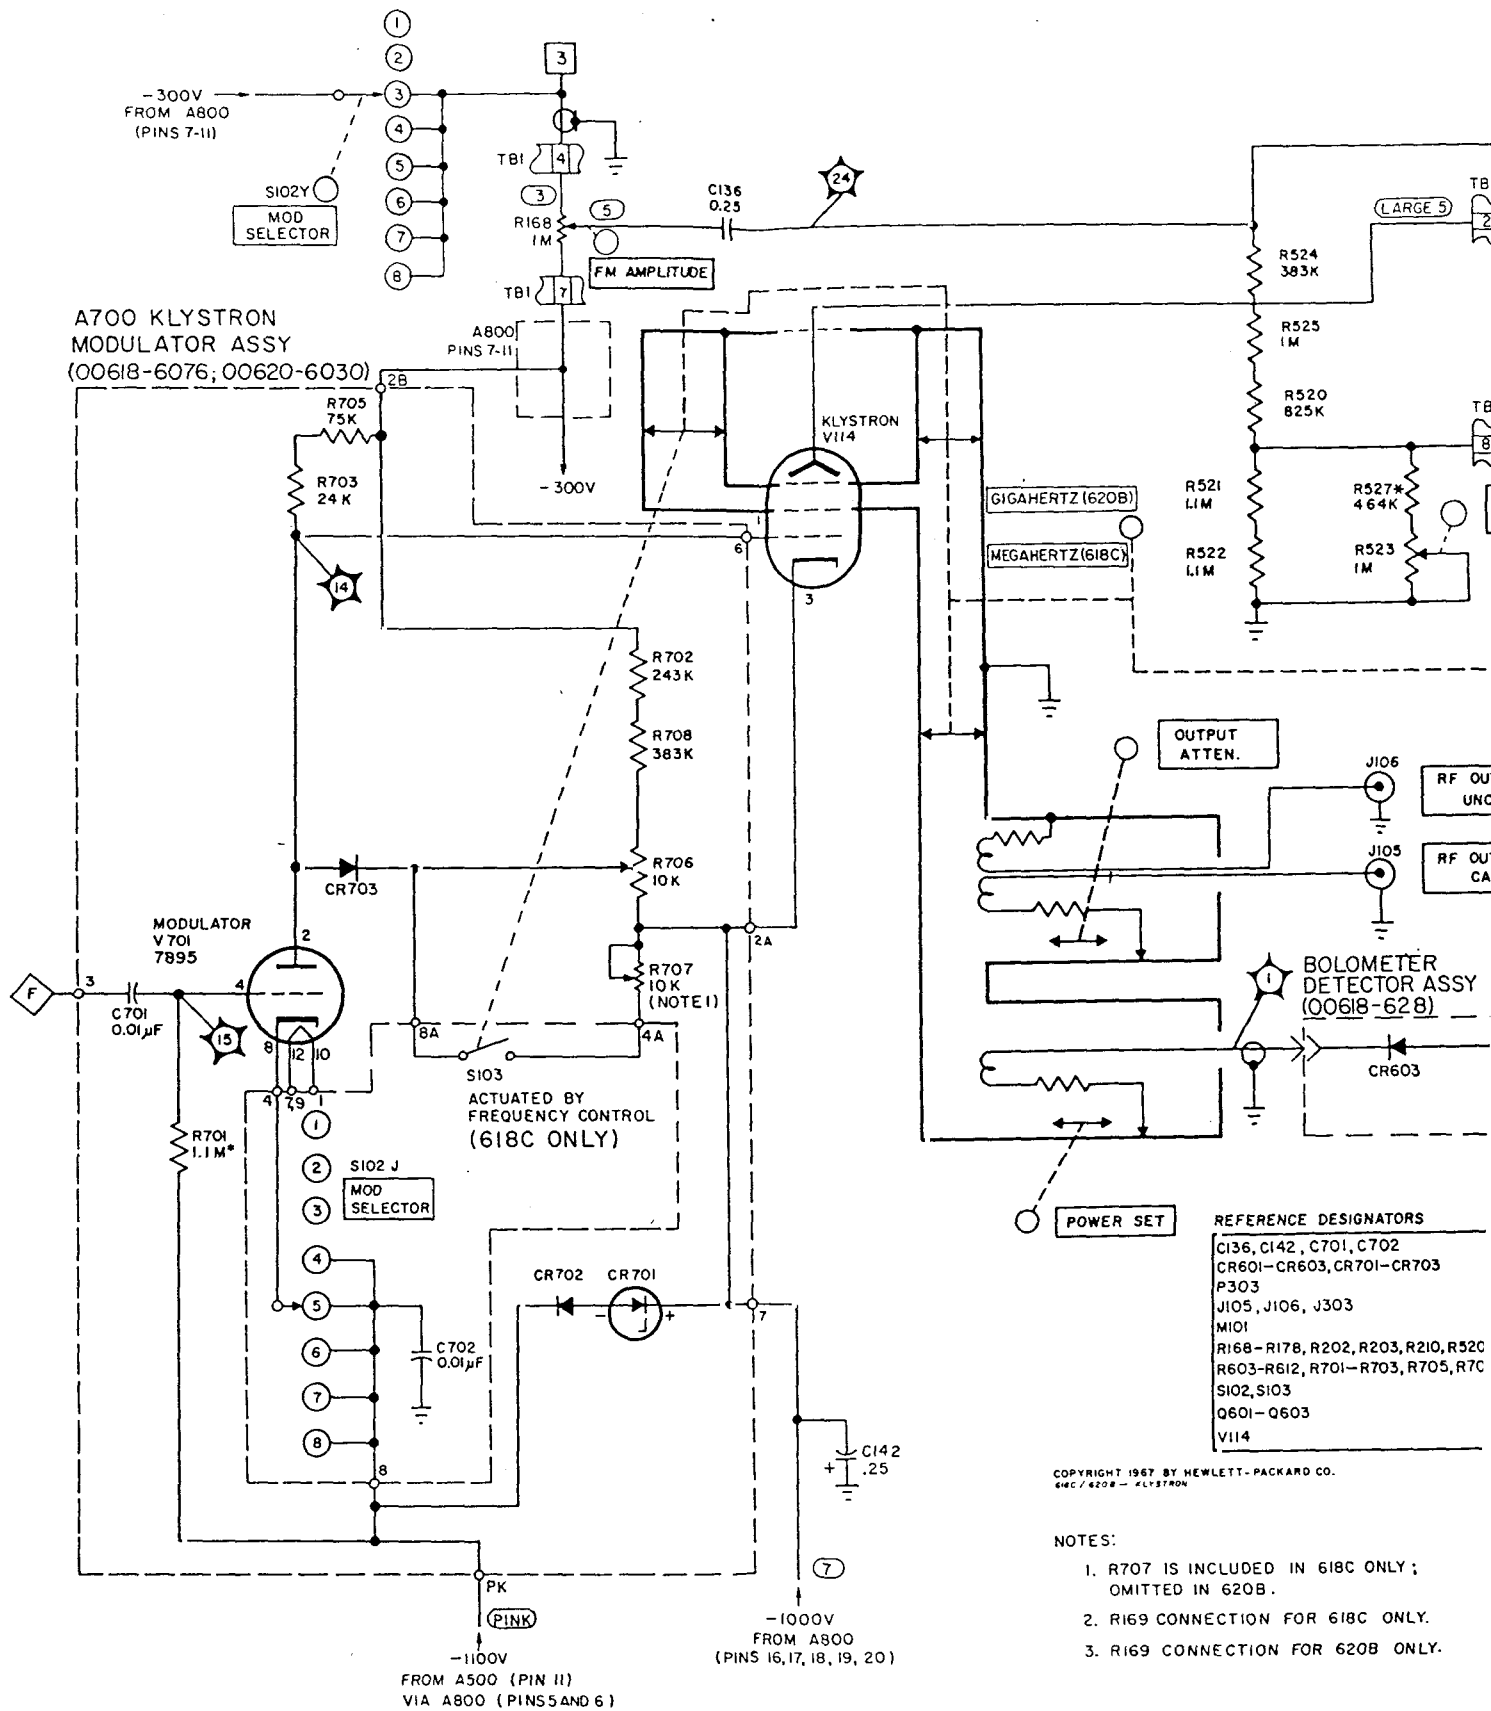 1
2
3
-300V
FROM A800
(PINS 7-11)
3
4
TB1
4
5
S102Y
MOD
SELECTOR
6
7
8
3
R168
1M
5
FM AMPLITUDE
C136
0.25
24
TB
LARGE 5
2
TB1
7
A700 KLYSTRON
MODULATOR ASSY
(00618-6076; 00620-6030)
A800
PINS 7-11
2B
R705
75K
R703
24K
-300V
KLYSTRON
V114
R524
383K
R525
1M
R520
825K
TB
8
R521
1.1M
R527*
464K
R522
1.1M
R523
1M
GIGAHERTZ (620B)
MEGAHERTZ (618C)
6
3
14
R702
243K
R708
383K
R706
10K
CR703
2A
R707
10K
(NOTE 1)
OUTPUT
ATTEN.
J106
RF OU
UNC
J105
RF OU
CA
MODULATOR
V701
7895
2
4
F
3
C701
0.01µF
15
8
12
10
8A
4A
S103
ACTUATED BY
FREQUENCY CONTROL
(618C ONLY)
4
7,9
1
1
BOLOMETER
DETECTOR ASSY
(00618-628)
CR603
R701
1.1M*
1
2
S102 J
MOD
SELECTOR
3
4
5
6
7
8
C702
0.01µF
CR702
CR701
-
+
7
POWER SET
REFERENCE DESIGNATORS
C136, C142, C701, C702
CR601-CR603, CR701-CR703
P303
J105, J106, J303
M101
R168-R178, R202, R203, R210, R520
R603-R612, R701-R703, R705, R70
S102, S103
Q601-Q603
V114
8
C142
.25
+
COPYRIGHT 1967 BY HEWLETT-PACKARD CO.
618C / 620B - KLYSTRON
PK
PINK
-1100V
FROM A500 (PIN 11)
VIA A800 (PINS 5 AND 6)
7
-1000V
FROM A800
(PINS 16, 17, 18, 19, 20)
NOTES:
1. R707 IS INCLUDED IN 618C ONLY;
OMITTED IN 620B.
2. R169 CONNECTION FOR 618C ONLY.
3. R169 CONNECTION FOR 620B ONLY.